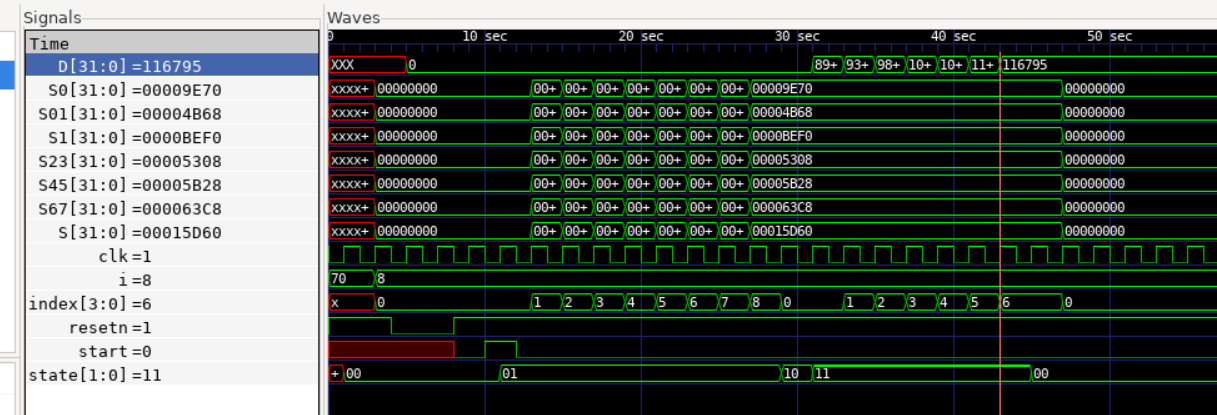 Signals Waves
Time 0 10 sec 20 sec 30 sec 40 sec 50 sec
D[31:0] =116795 XXX 0 89+ 93+ 98+ 10+ 10+ 11+ 116795
S0[31:0] =00009E70 xxxx+ 00000000 00+ 00+ 00+ 00+ 00+ 00+ 00+ 00009E70 00000000
S01[31:0] =00004B68 xxxx+ 00000000 00+ 00+ 00+ 00+ 00+ 00+ 00+ 00004B68 00000000
S1[31:0] =0000BEF0 xxxx+ 00000000 00+ 00+ 00+ 00+ 00+ 00+ 00+ 0000BEF0 00000000
S23[31:0] =00005308 xxxx+ 00000000 00+ 00+ 00+ 00+ 00+ 00+ 00+ 00005308 00000000
S45[31:0] =00005B28 xxxx+ 00000000 00+ 00+ 00+ 00+ 00+ 00+ 00+ 00005B28 00000000
S67[31:0] =000063C8 xxxx+ 00000000 00+ 00+ 00+ 00+ 00+ 00+ 00+ 000063C8 00000000
S[31:0] =00015D60 xxxx+ 00000000 00+ 00+ 00+ 00+ 00+ 00+ 00+ 00015D60 00000000
clk =1
i =8 70 8
index[3:0] =6 x 0 1 2 3 4 5 6 7 8 0 1 2 3 4 5 6 0
resetn =1
start =0
state[1:0] =11 + 00 01 10 11 00